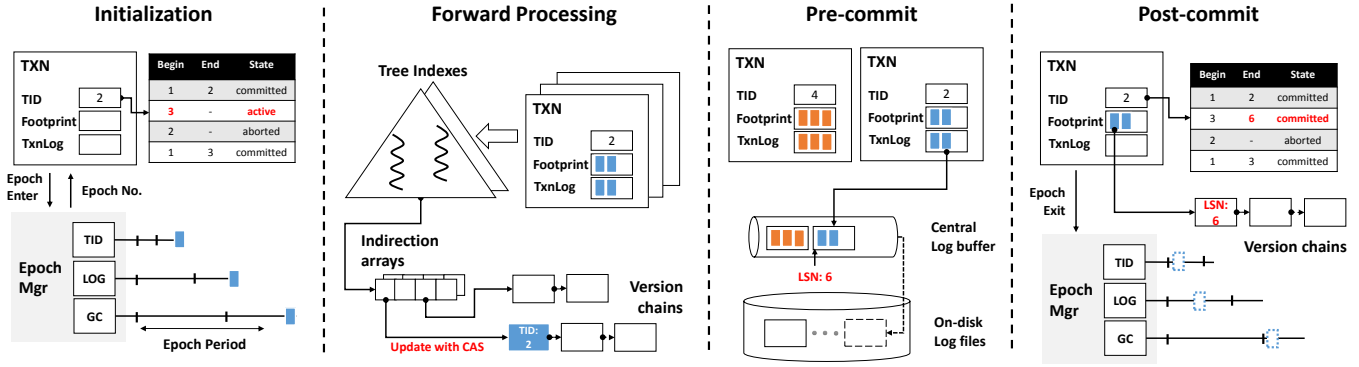 Initialization
TXN
TID
2
Footprint
TxnLog
Begin End State
1 2 committed
3 - active
2 - aborted
1 3 committed
Epoch
Enter
Epoch No.
Epoch
Mgr
TID
LOG
GC
Epoch Period
Forward Processing
Tree Indexes
TXN
TID
2
Footprint
TxnLog
Indirection
arrays
Version
chains
Update with CAS
TID:
2
Pre-commit
TXN
TID
4
Footprint
TxnLog
TXN
TID
2
Footprint
TxnLog
Central
Log buffer
LSN: 6
On-disk
Log files
Post-commit
TXN
TID
2
Footprint
TxnLog
Begin End State
1 2 committed
3 6 committed
2 - aborted
1 3 committed
Epoch
Exit
LSN:
6
Version chains
Epoch
Mgr
TID
LOG
GC